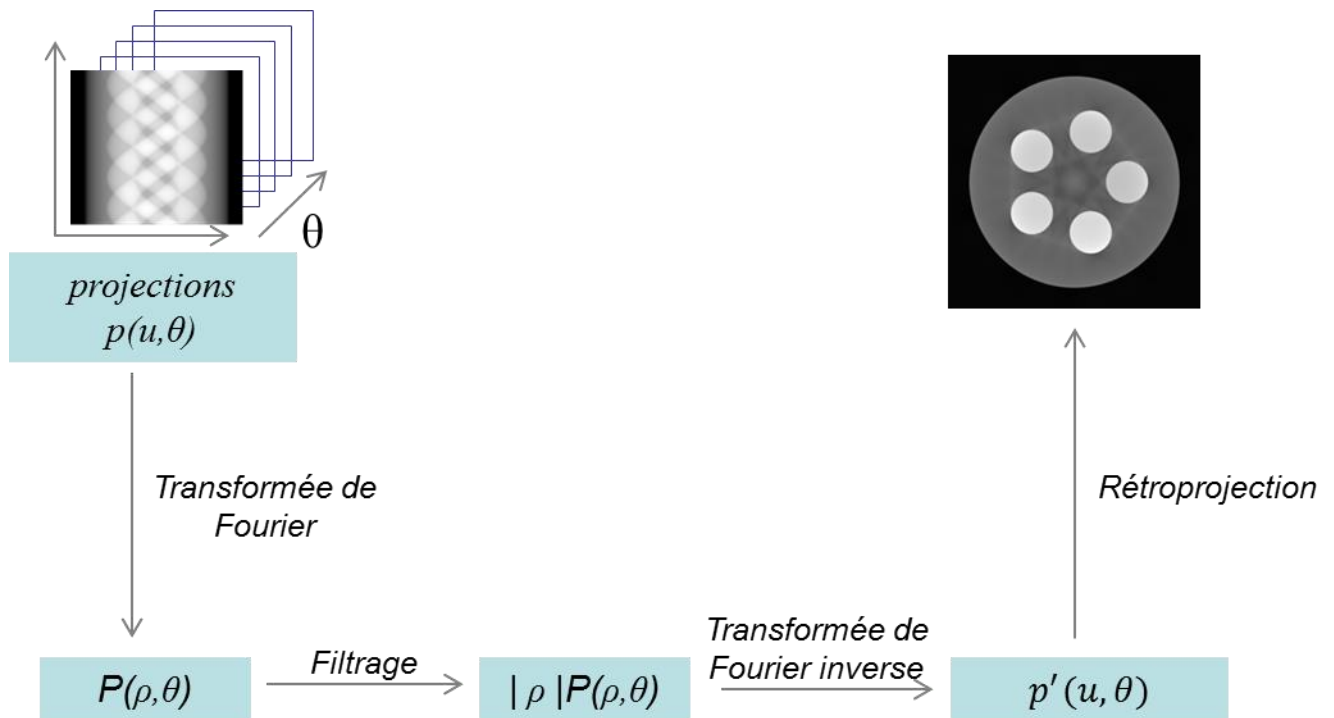 θ
projections
p(u,θ)
Transformée de
Fourier
Rétroprojection
P(ρ,θ)
Filtrage
| ρ |P(ρ,θ)
Transformée de
Fourier inverse
p′(u, θ)